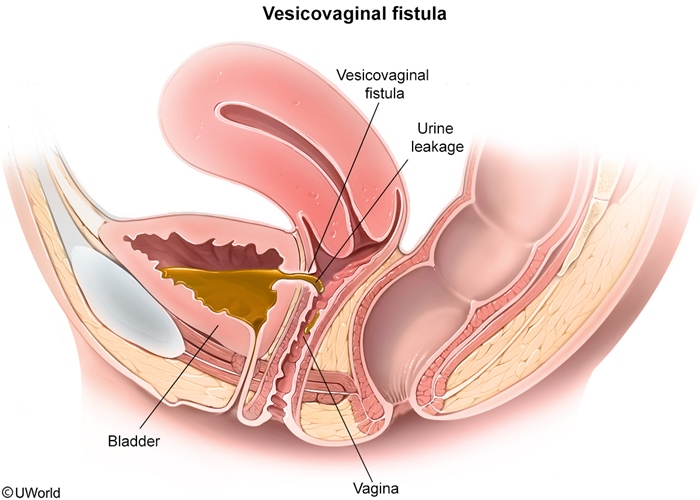 Vesicovaginal fistula
Vesicovaginal
fistula
Urine
leakage
Bladder
Vagina
©UWorld